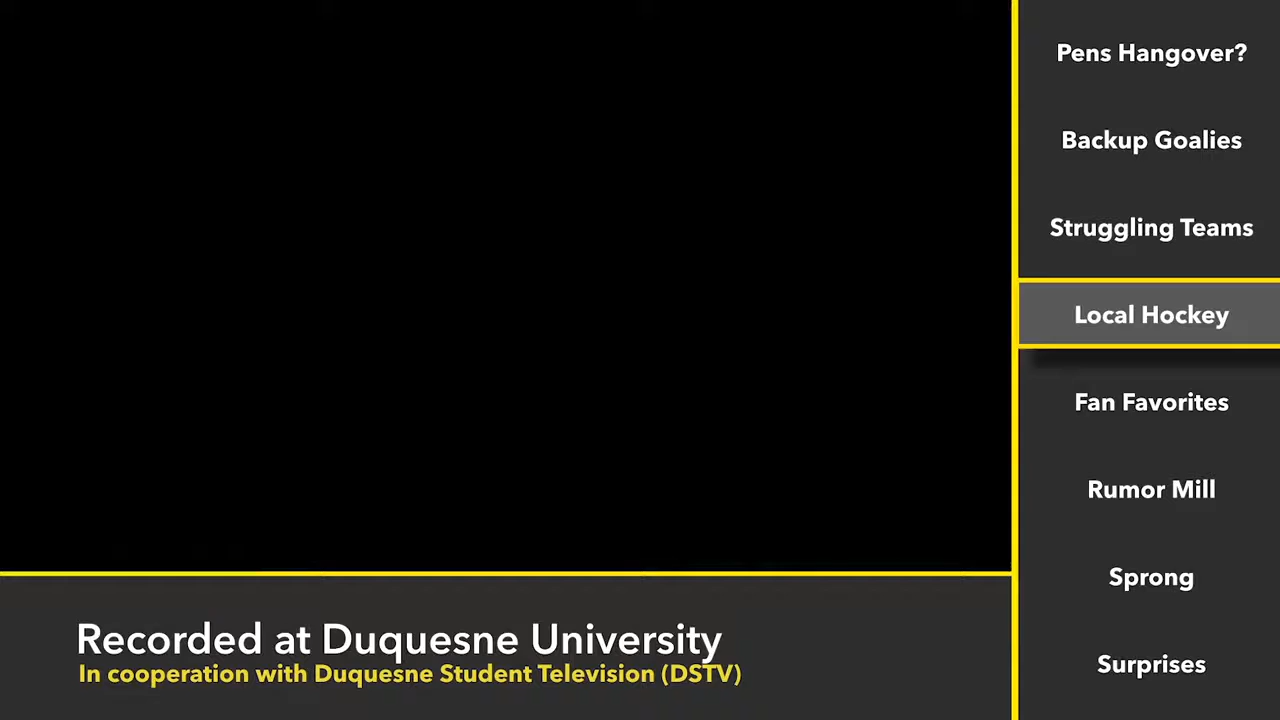 Pens Hangover?
Backup Goalies
Struggling Teams
Local Hockey
Fan Favorites
Rumor Mill
Sprong
Surprises
Recorded at Duquesne University
In cooperation with Duquesne Student Television (DSTV)